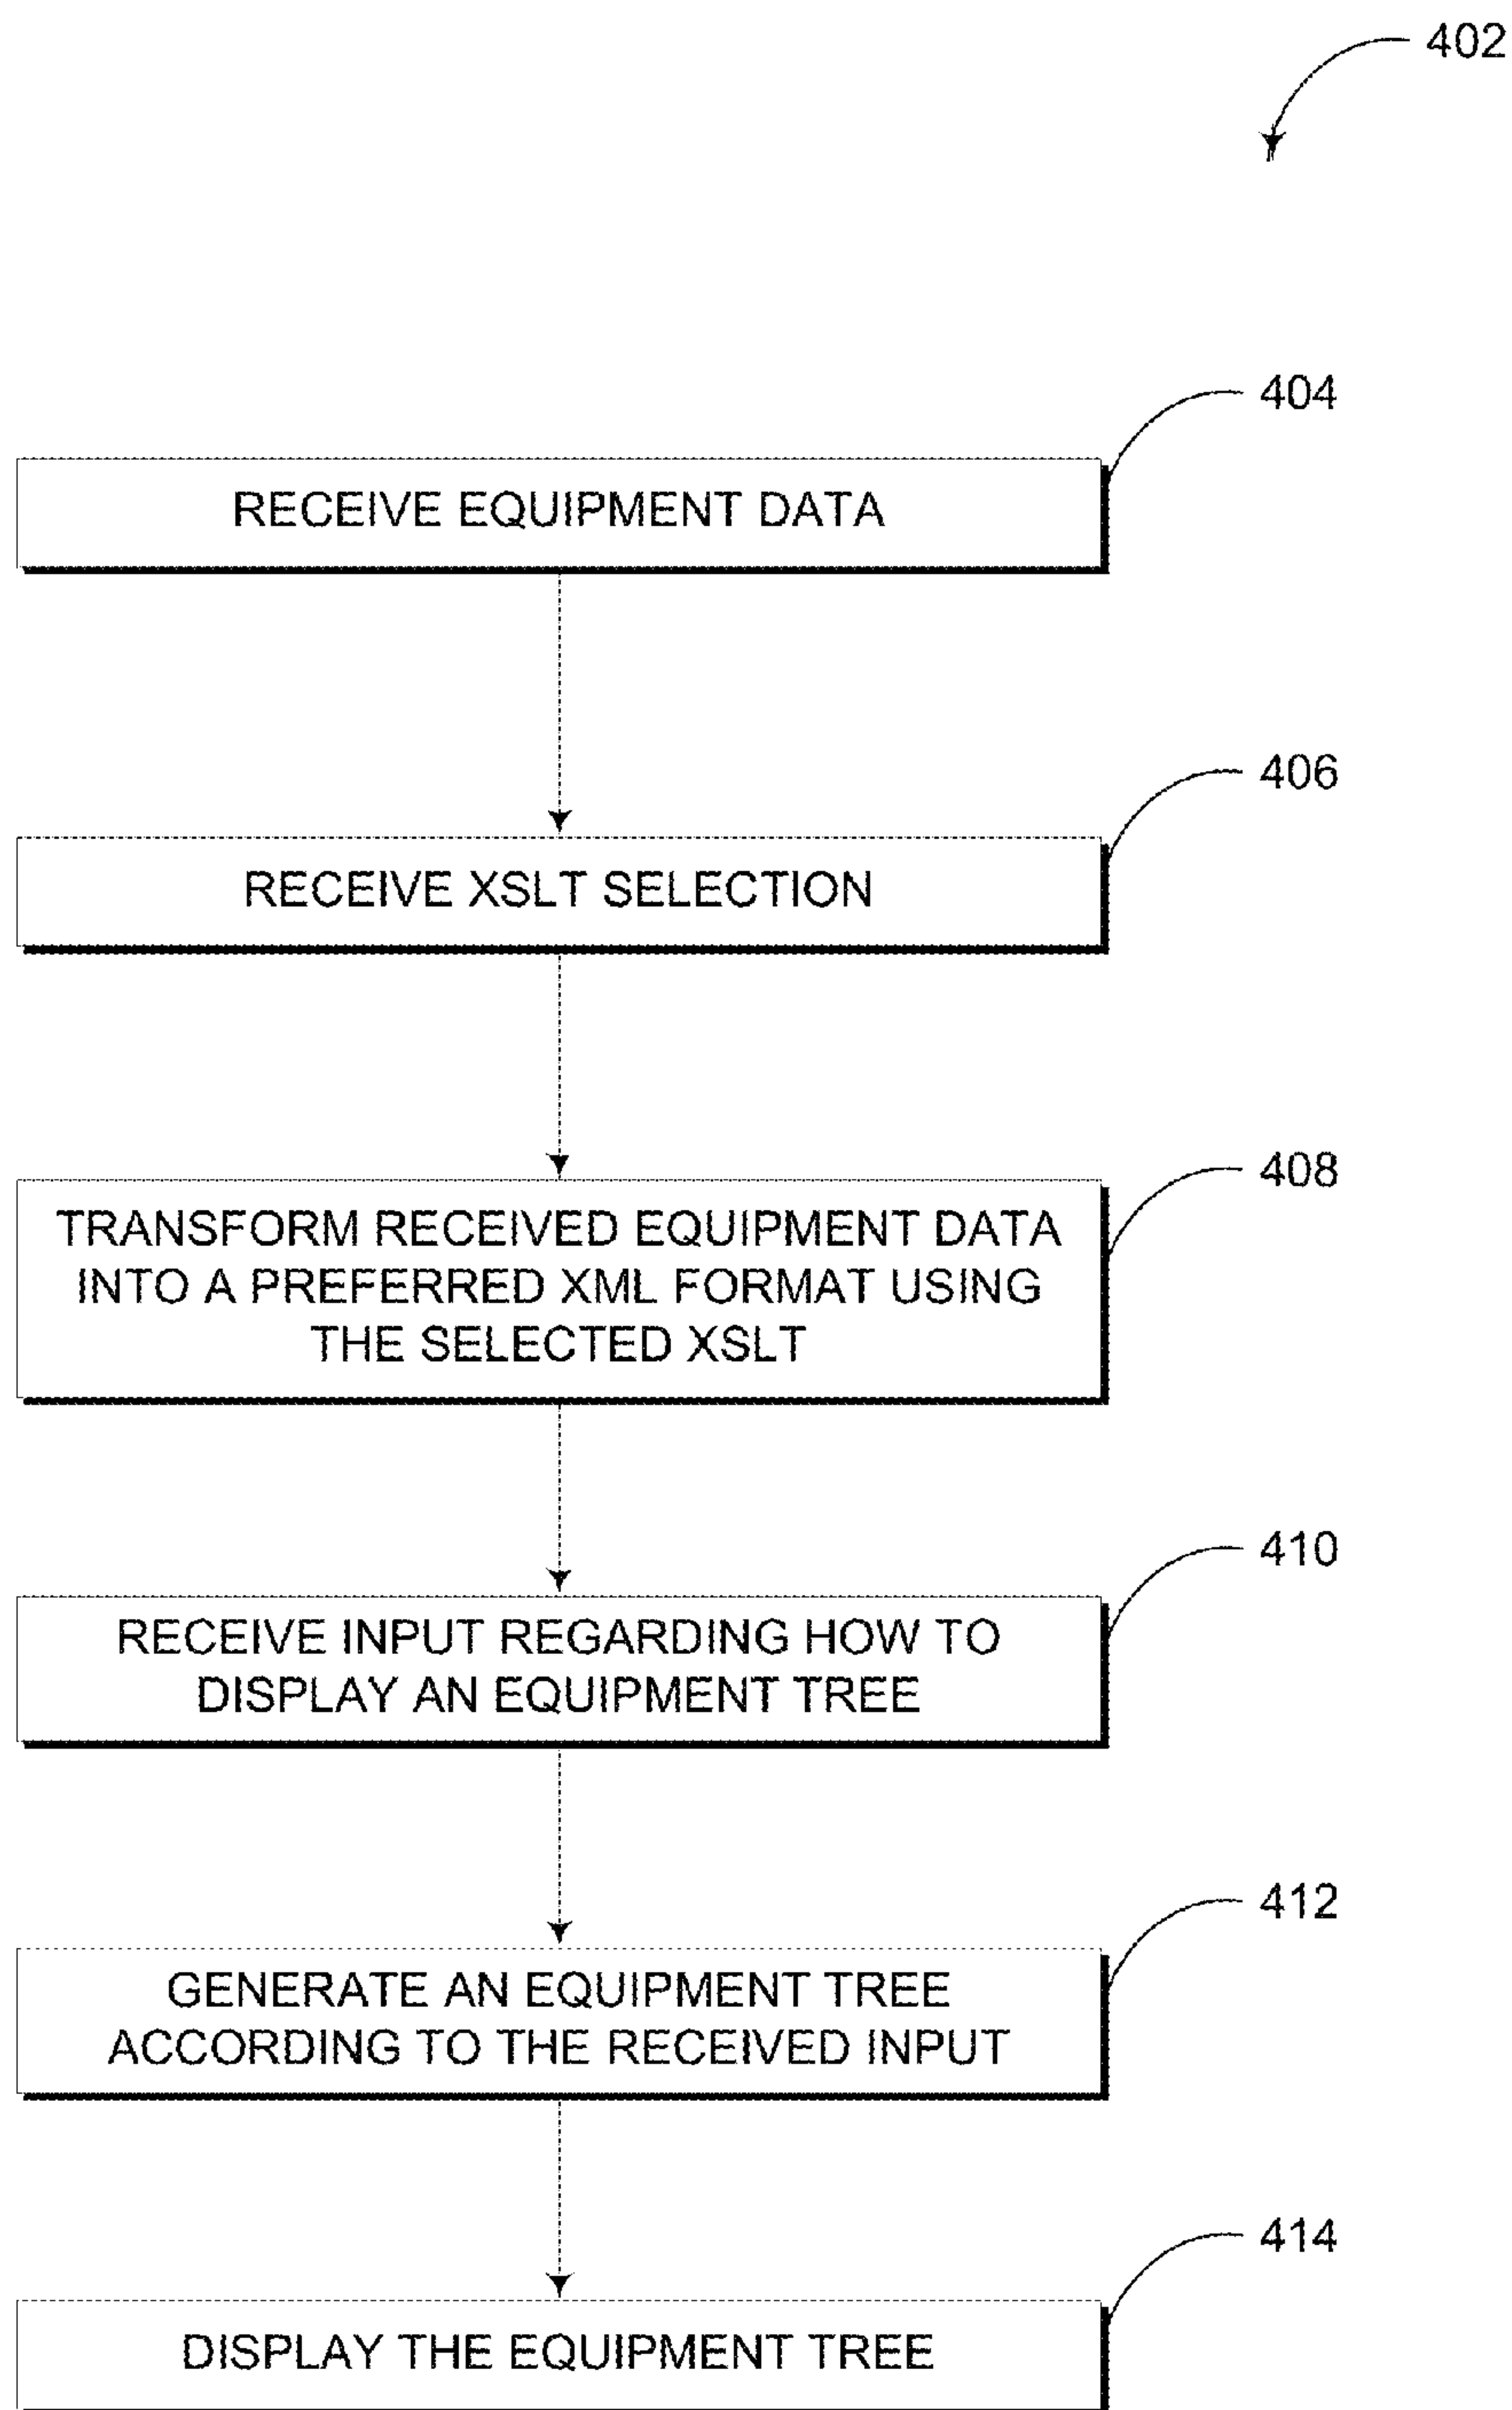 402
404
RECEIVE EQUIPMENT DATA
406
RECEIVE XSLT SELECTION
408
TRANSFORM RECEIVED EQUIPMENT DATA
INTO A PREFERRED XML FORMAT USING
THE SELECTED XSLT
410
RECEIVE INPUT REGARDING HOW TO
DISPLAY AN EQUIPMENT TREE
412
GENERATE AN EQUIPMENT TREE
ACCORDING TO THE RECEIVED INPUT
414
DISPLAY THE EQUIPMENT TREE